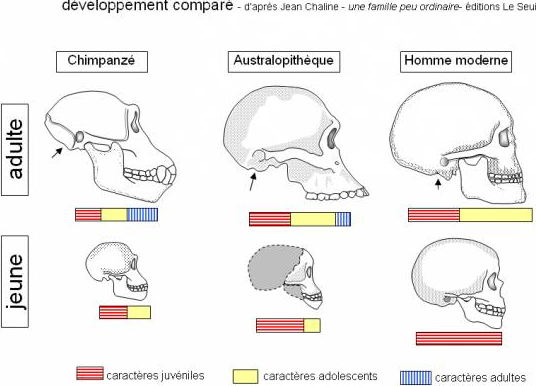 développement comparé - d'après Jean Chaline - une famille peu ordinaire- éditions Le Seui
Chimpanzé
Australopithèque
Homme moderne
adulte
jeune
caractères juvéniles
caractères adolescents
caractères adultes